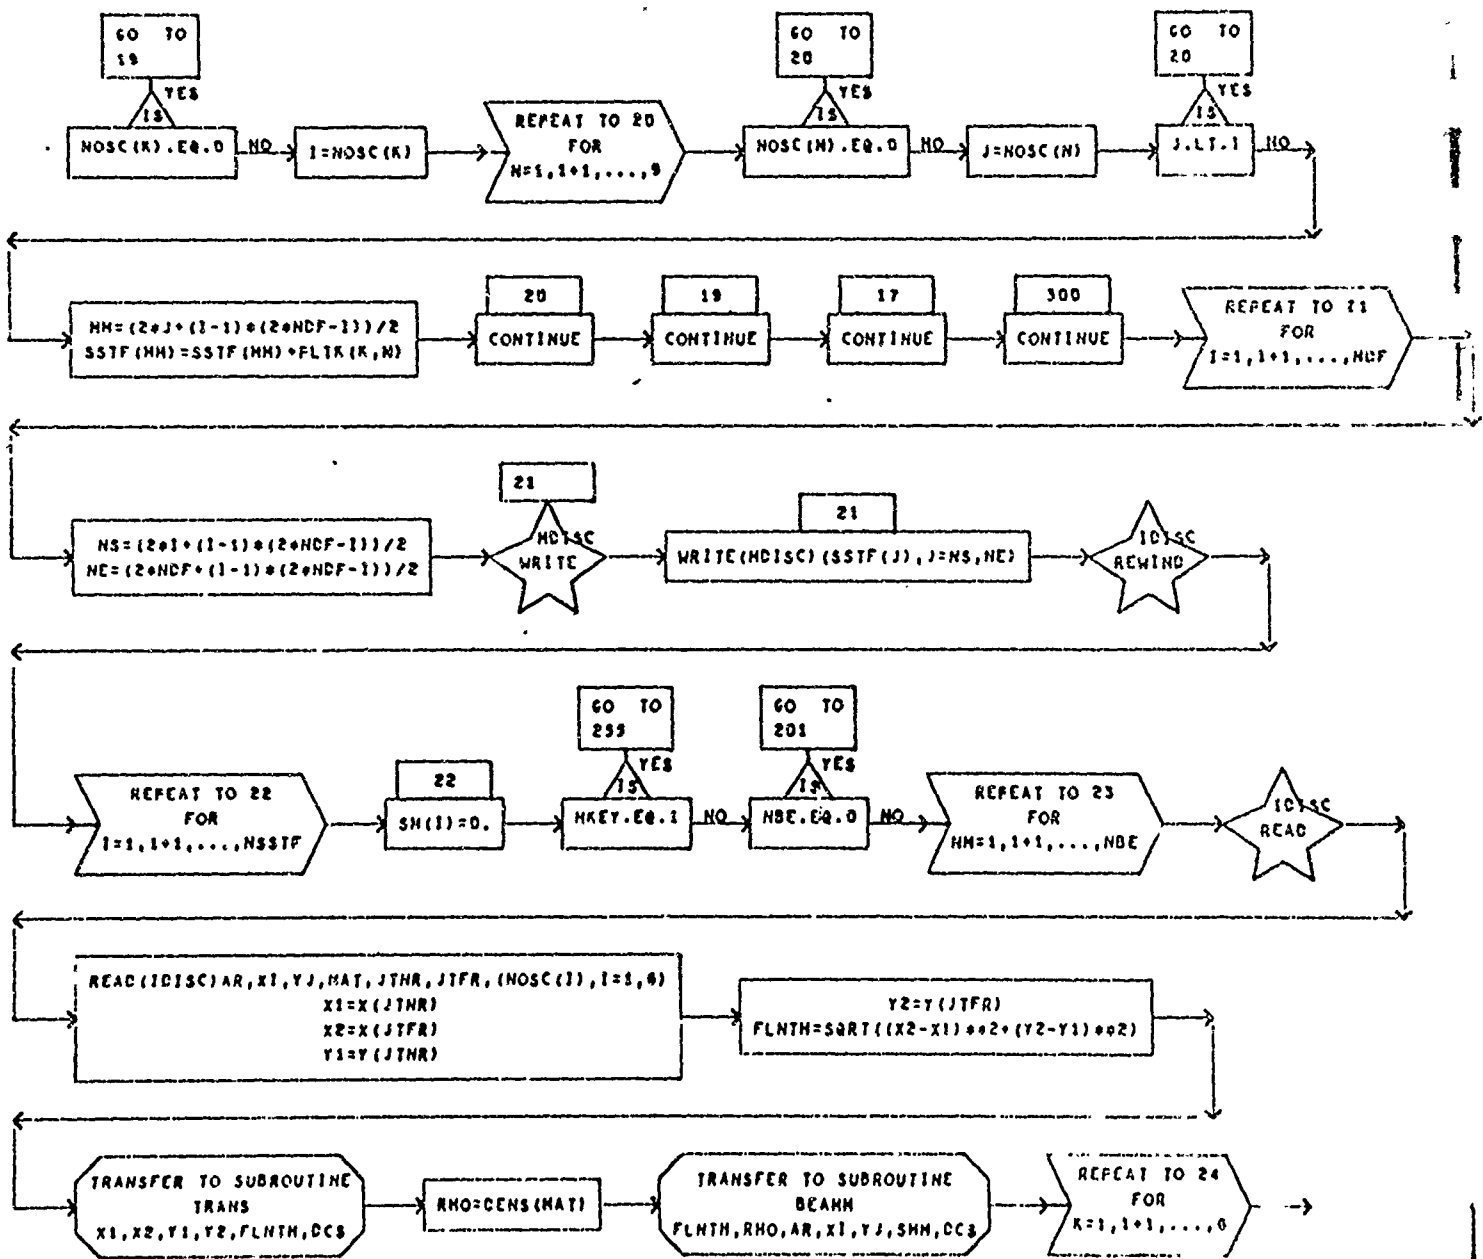 GO TO
19
YES
IS
NOSC(K).EQ.0
NO
I=NOSC(K)
REPEAT TO 20
FOR
N=1,1+1,...,9
GO TO
20
YES
IS
NOSC(N).EQ.0
NO
J=NOSC(N)
GO TO
20
YES
IS
J.LT.I
NO
MM=(2*J+(I-1)*(2*NDF-I))/2
SSTF(MM)=SSTF(MM)+PLTK(K,N)
20
CONTINUE
19
CONTINUE
17
CONTINUE
300
CONTINUE
REPEAT TO 21
FOR
I=1,1+1,...,NDF
NS=(2*I+(I-1)*(2*NDF-I))/2
NE=(2*NDF+(I-1)*(2*NDF-I))/2
21
MDISC
WRITE
21
WRITE(MDISC)(SSTF(J),J=NS,NE)
IDISC
REWIND
REPEAT TO 22
FOR
I=1,1+1,...,NSSTF
22
SM(I)=0.
GO TO
255
YES
IS
MKEY.EQ.1
NO
GO TO
201
YES
IS
NBE.EQ.0
NO
REPEAT TO 23
FOR
NM=1,1+1,...,NBE
IDISC
READ
READ(IDISC)AR,XI,YJ,MAT,JTNR,JTFR,(NOSC(I),I=1,6)
X1=X(JTNR)
X2=X(JTFR)
Y1=Y(JTNR)
Y2=Y(JTFR)
FLNTH=SQRT((X2-X1)**2+(Y2-Y1)**2)
TRANSFER TO SUBROUTINE
TRANS
X1,X2,Y1,Y2,FLNTH,DCS
RHO=DENS(MAT)
TRANSFER TO SUBROUTINE
BEAMM
FLNTH,RHO,AR,XI,YJ,SMM,DCS
REPEAT TO 24
FOR
K=1,1+1,...,6